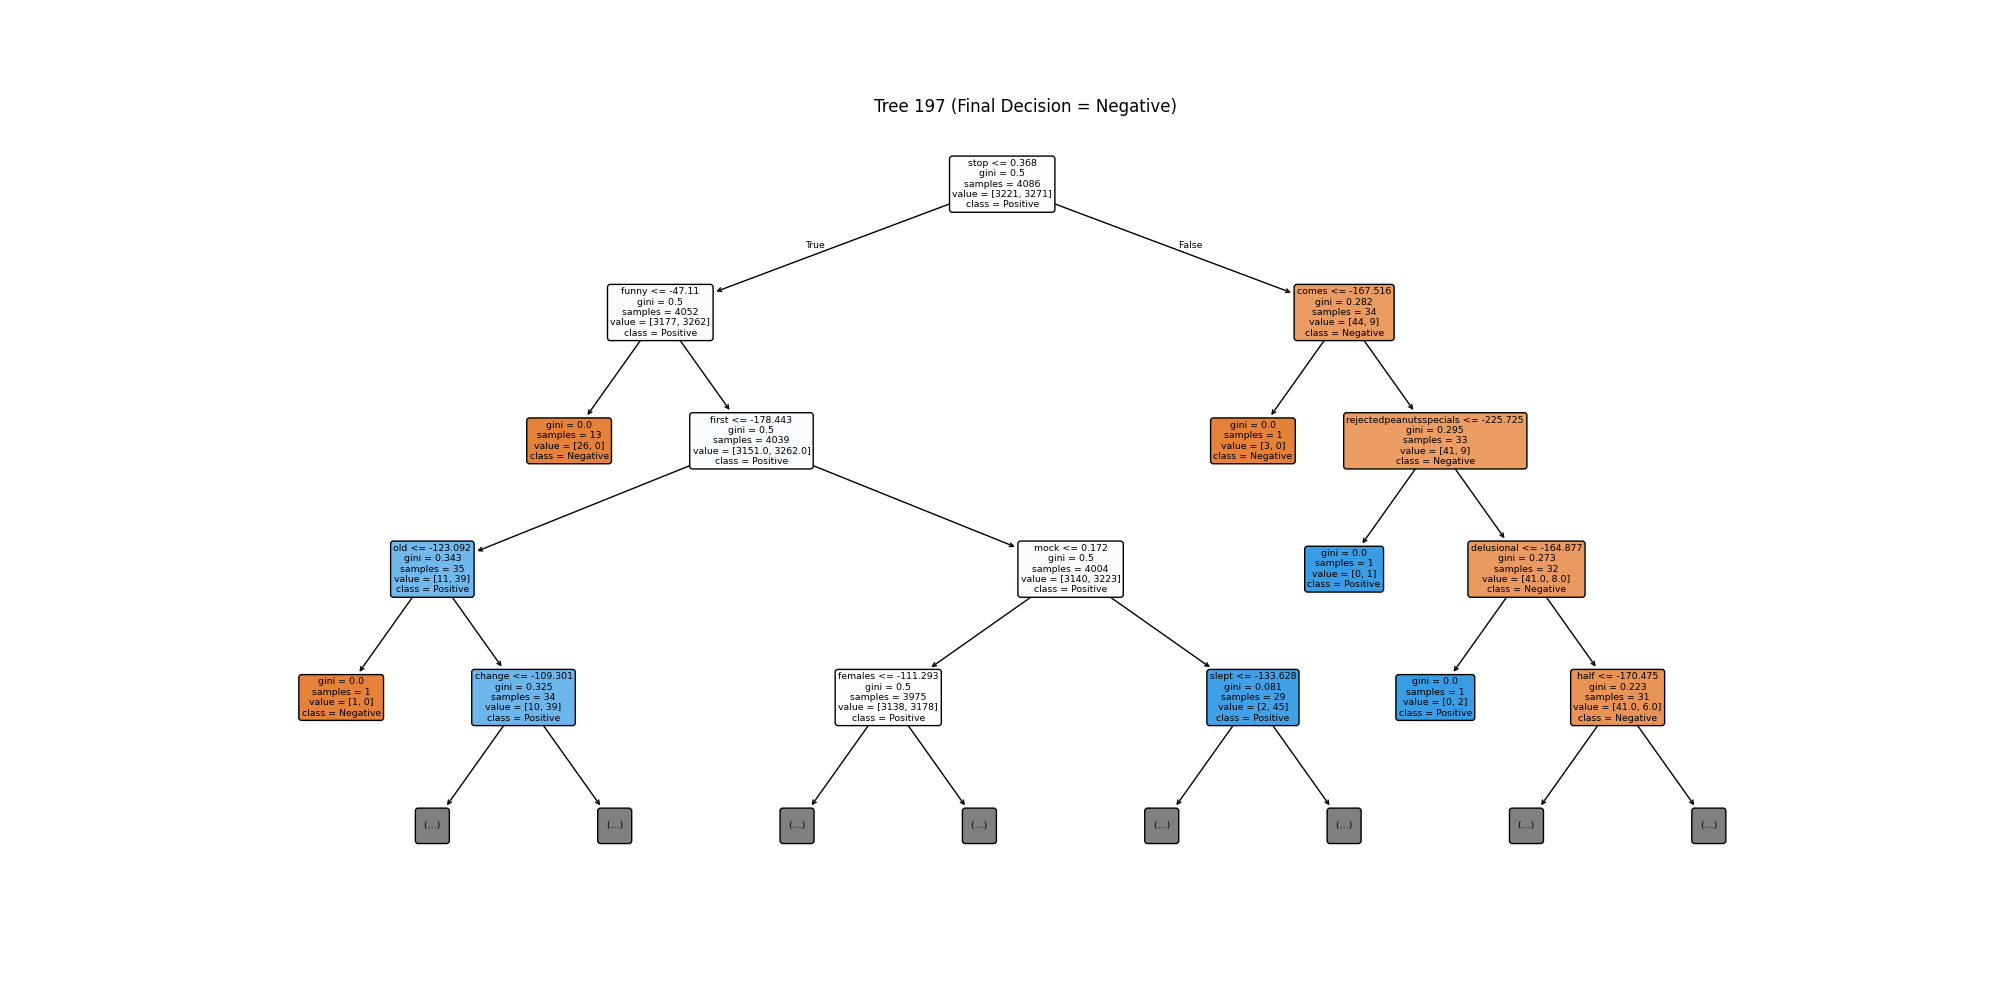 Tree 197 (Final Decision = Negative)
stop <= 0.368
gini = 0.5
samples = 4086
value = [3221, 3271]
class = Positive
True
False
funny <= -47.11
gini = 0.5
samples = 4052
value = [3177, 3262]
class = Positive
comes <= -167.516
gini = 0.282
samples = 34
value = [44, 9]
class = Negative
gini = 0.0
samples = 13
value = [26, 0]
class = Negative
first <= -178.443
gini = 0.5
samples = 4039
value = [3151.0, 3262.0]
class = Positive
gini = 0.0
samples = 1
value = [3, 0]
class = Negative
rejectedpeanutsspecials <= -225.725
gini = 0.295
samples = 33
value = [41, 9]
class = Negative
old <= -123.092
gini = 0.343
samples = 35
value = [11, 39]
class = Positive
mock <= 0.172
gini = 0.5
samples = 4004
value = [3140, 3223]
class = Positive
gini = 0.0
samples = 1
value = [0, 1]
class = Positive
delusional <= -164.877
gini = 0.273
samples = 32
value = [41.0, 8.0]
class = Negative
gini = 0.0
samples = 1
value = [1, 0]
class = Negative
change <= -109.301
gini = 0.325
samples = 34
value = [10, 39]
class = Positive
females <= -111.293
gini = 0.5
samples = 3975
value = [3138, 3178]
class = Positive
slept <= -133.628
gini = 0.081
samples = 29
value = [2, 45]
class = Positive
gini = 0.0
samples = 1
value = [0, 2]
class = Positive
half <= -170.475
gini = 0.223
samples = 31
value = [41.0, 6.0]
class = Negative
(...)
(...)
(...)
(...)
(...)
(...)
(...)
(...)